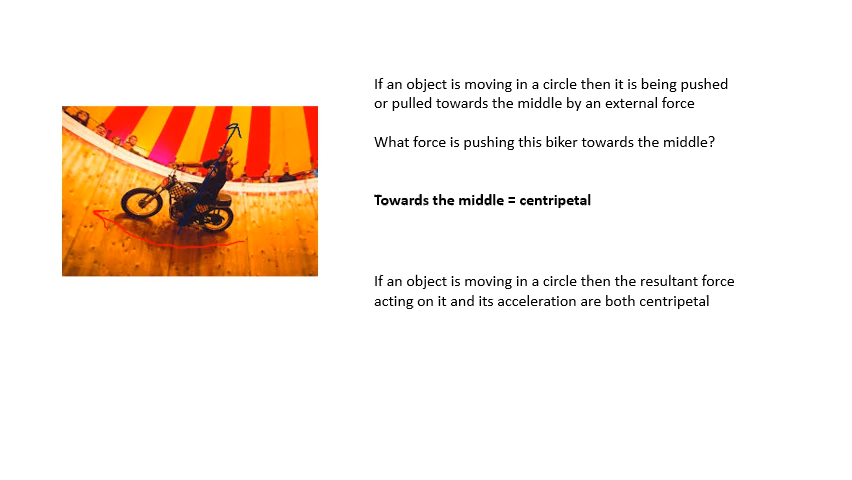 If an object is moving in a circle then it is being pushed
or pulled towards the middle by an external force
What force is pushing this biker towards the middle?
Towards the middle = centripetal
If an object is moving in a circle then the resultant force
acting on it and its acceleration are both centripetal